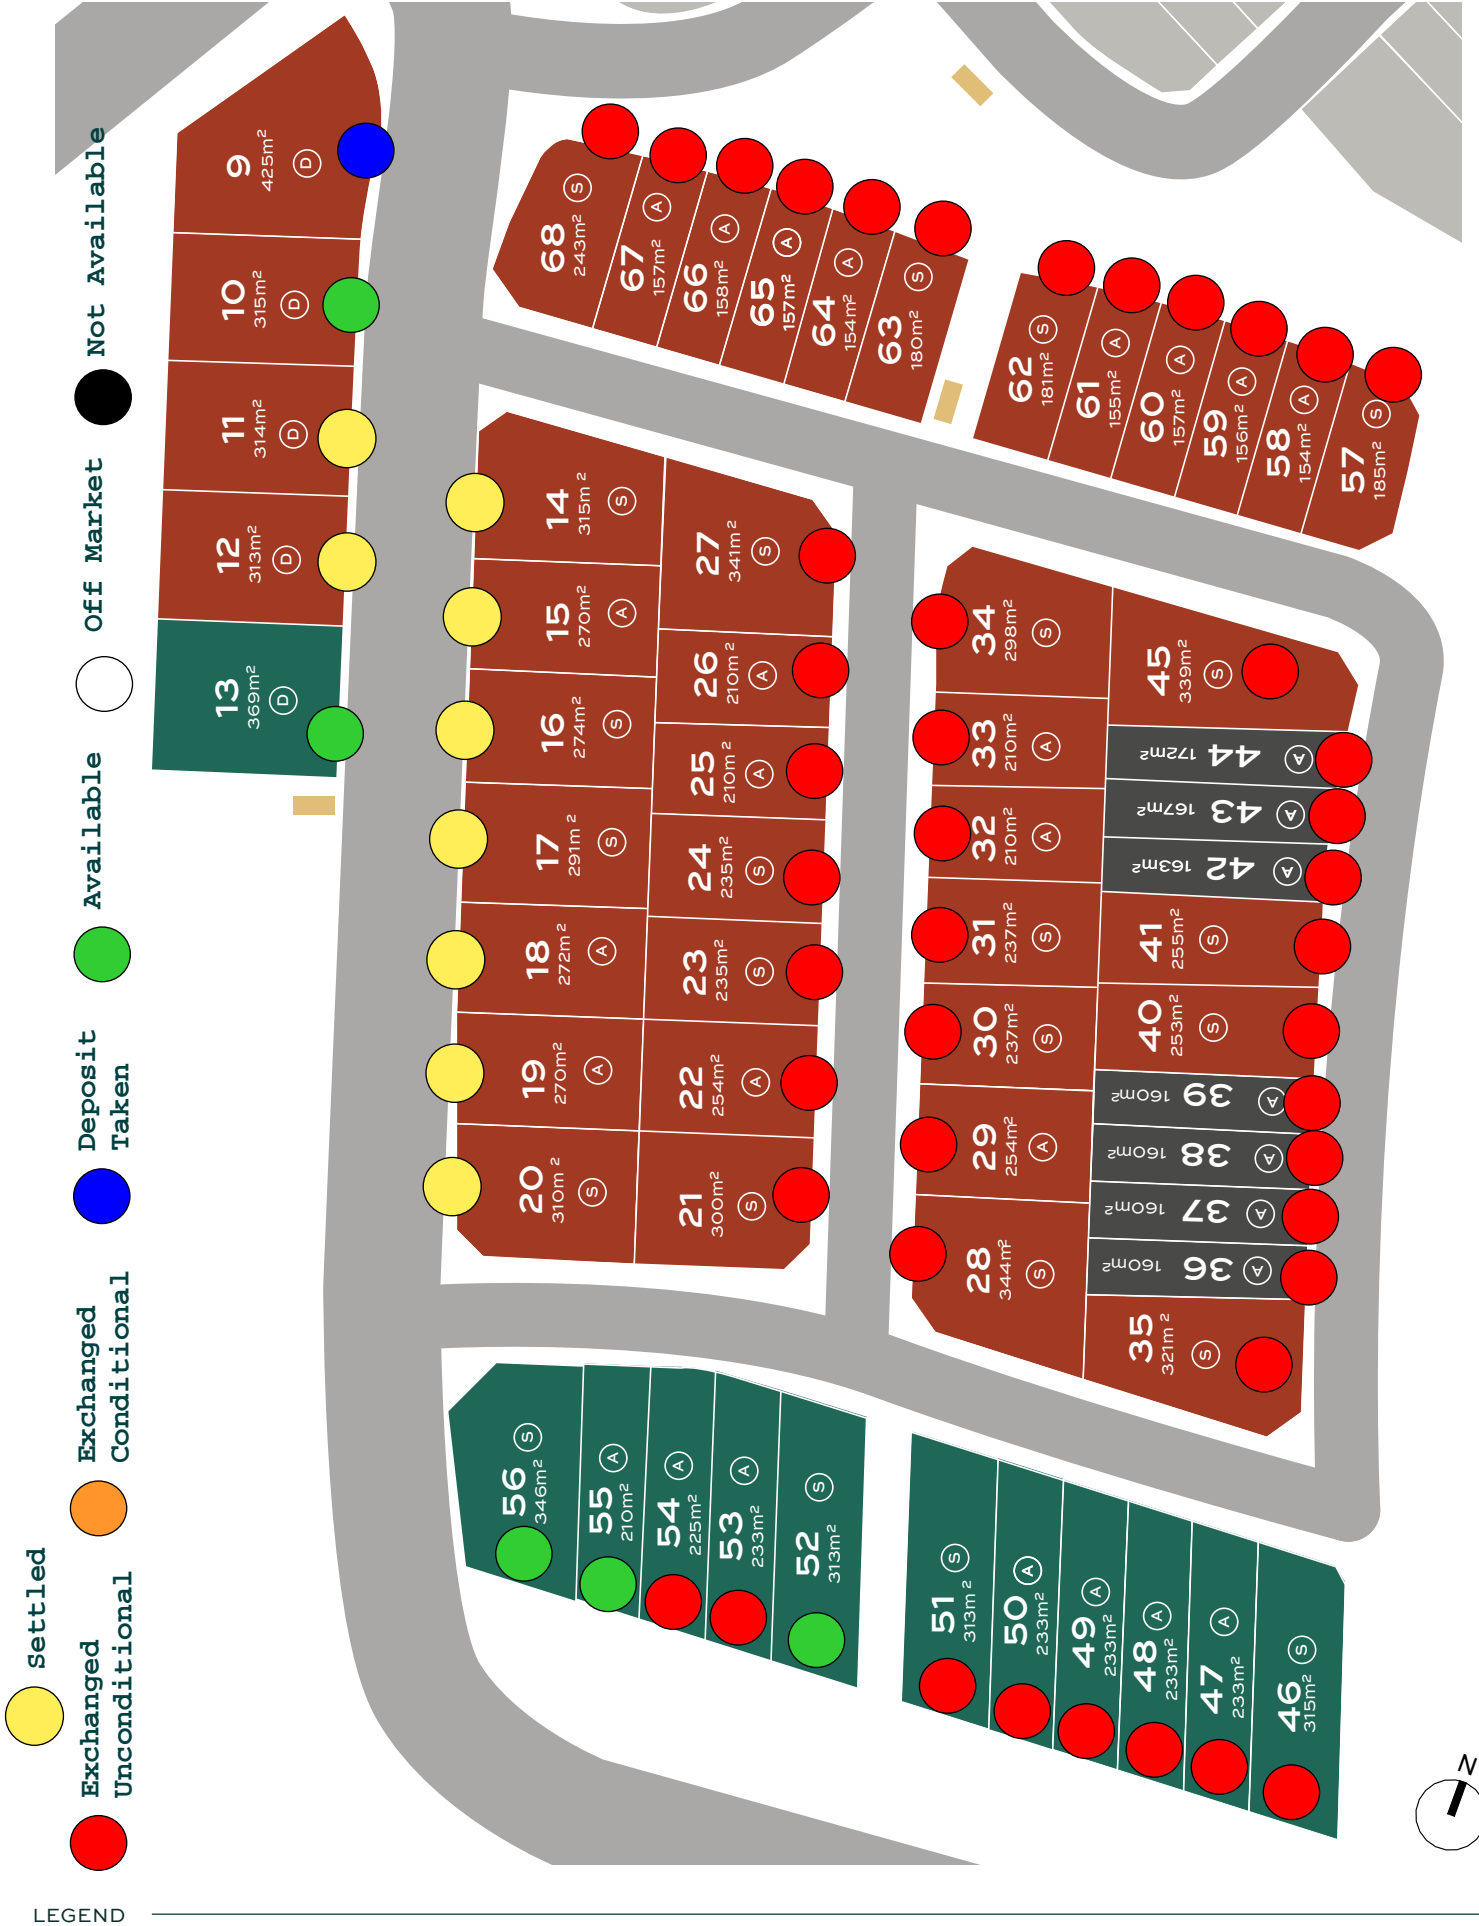 Not Available
Off Market
Available
Deposit
Taken
Exchanged
Conditional
Settled
Exchanged
Unconditional
LEGEND
9
425m²
D
10
315m²
D
11
314m²
D
12
313m²
D
13
369m²
D
68
243m²
S
67
157m²
A
66
158m²
A
65
157m²
A
64
154m²
A
63
180m²
S
62
181m²
S
61
155m²
A
60
157m²
A
59
156m²
A
58
154m²
A
57
185m²
S
14
315m²
S
15
270m²
A
16
274m²
S
17
291m²
S
18
272m²
A
19
270m²
A
20
310m²
S
27
341m²
S
26
210m²
A
25
210m²
A
24
235m²
S
23
235m²
S
22
254m²
A
21
300m²
S
34
298m²
S
33
210m²
A
32
210m²
A
31
237m²
S
30
237m²
S
29
254m²
A
28
344m²
S
45
339m²
S
44
172m²
A
43
167m²
A
42
163m²
A
41
255m²
S
40
253m²
S
39
160m²
A
38
160m²
A
37
160m²
A
36
160m²
A
35
321m²
S
56
346m²
S
55
210m²
A
54
225m²
A
53
233m²
A
52
313m²
S
51
313m²
S
50
233m²
A
49
233m²
A
48
233m²
A
47
233m²
A
46
315m²
S
N